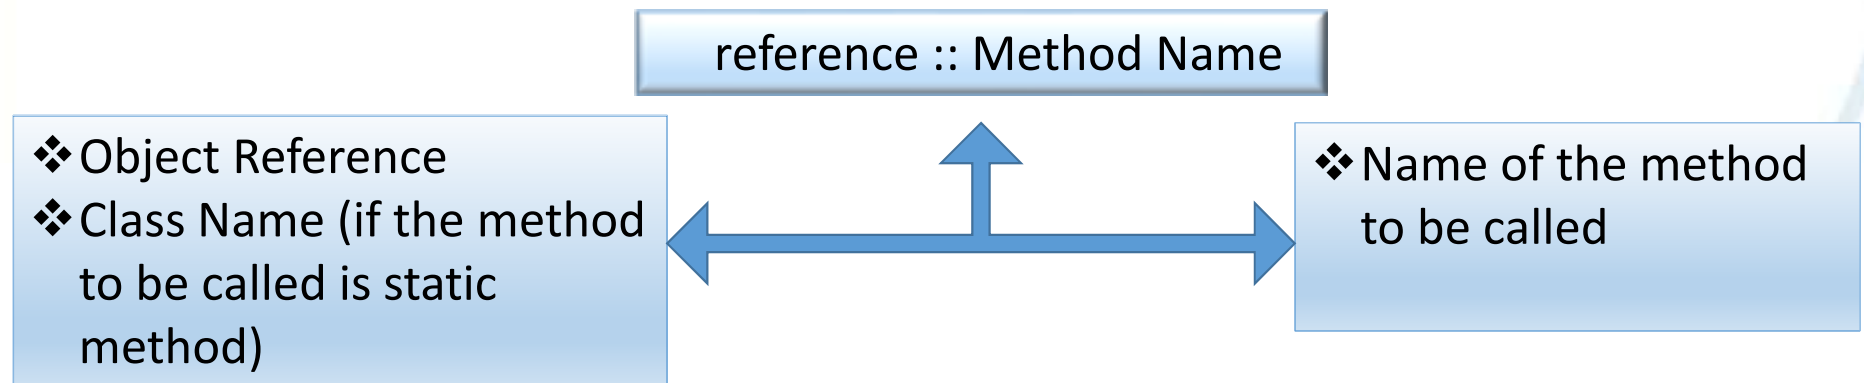 reference :: Method Name
❖Object Reference
❖Class Name (if the method
to be called is static
method)
❖Name of the method
to be called